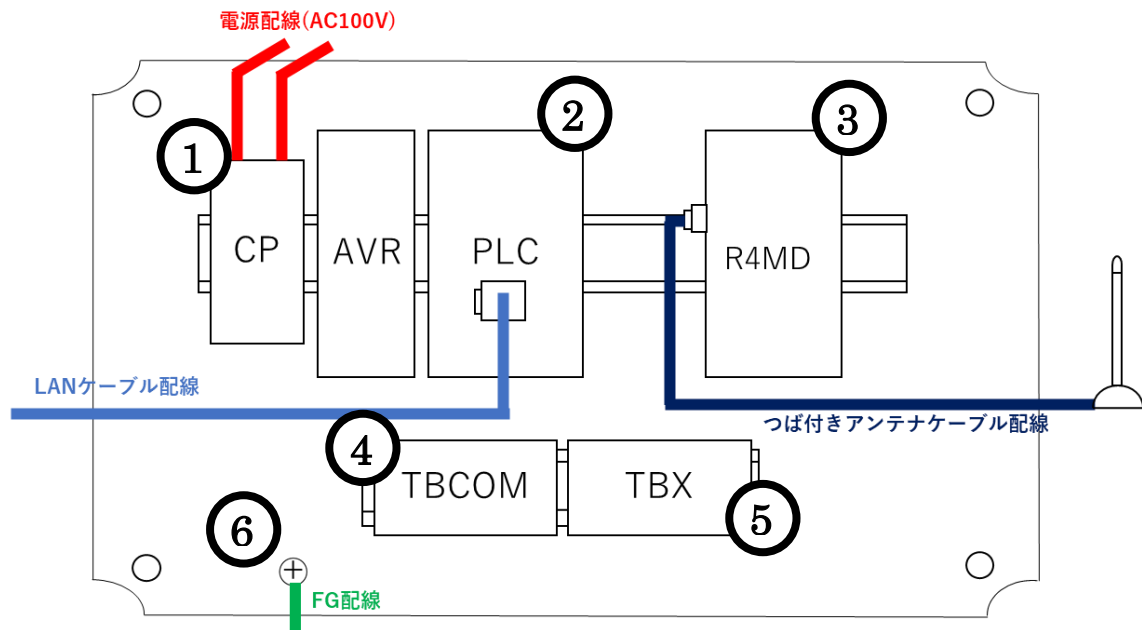 電源配線(AC100V)
①
②
③
CP
AVR
PLC
R4MD
LANケーブル配線
つば付きアンテナケーブル配線
④
TBCOM
TBX
⑤
⑥
FG配線